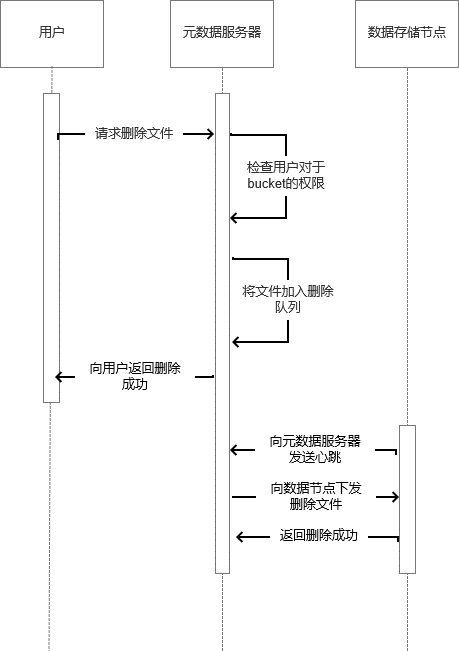 用户
元数据服务器
数据存储节点
请求删除文件
检查用户对于
bucket的权限
将文件加入删除
队列
向用户返回删除
成功
向元数据服务器
发送心跳
向数据节点下发
删除文件
返回删除成功